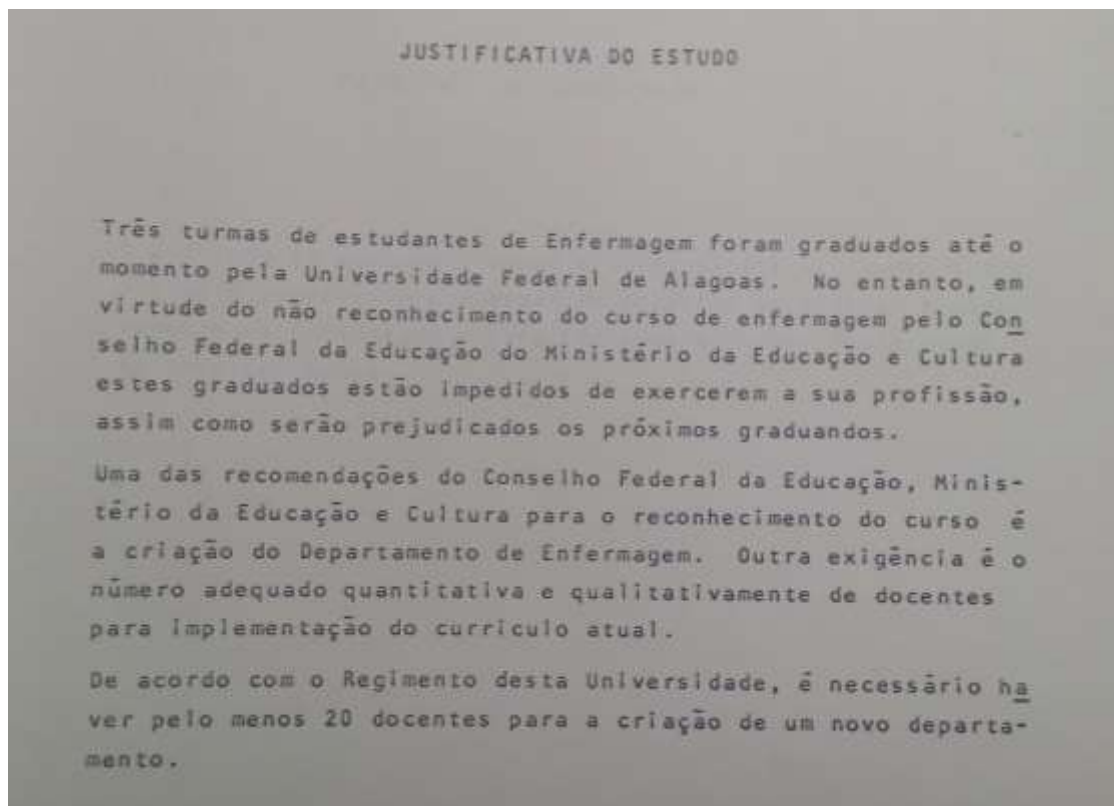 JUSTIFICATIVA DO ESTUDO
Três turmas de estudantes de Enfermagem foram graduados até o
momento pela Universidade Federal de Alagoas. No entanto, em
virtude do não reconhecimento do curso de enfermagem pelo Con
selho Federal da Educação do Ministério da Educação e Cultura
estes graduados estão impedidos de exercerem a sua profissão,
assim como serão prejudicados os próximos graduandos.
Uma das recomendações do Conselho Federal da Educação, Minis-
tério da Educação e Cultura para o reconhecimento do curso é
a criação do Departamento de Enfermagem. Outra exigência é o
número adequado quantitativa e qualitativamente de docentes
para implementação do currículo atual.
De acordo com o Regimento desta Universidade, é necessário ha
ver pelo menos 20 docentes para a criação de um novo departa-
mento.